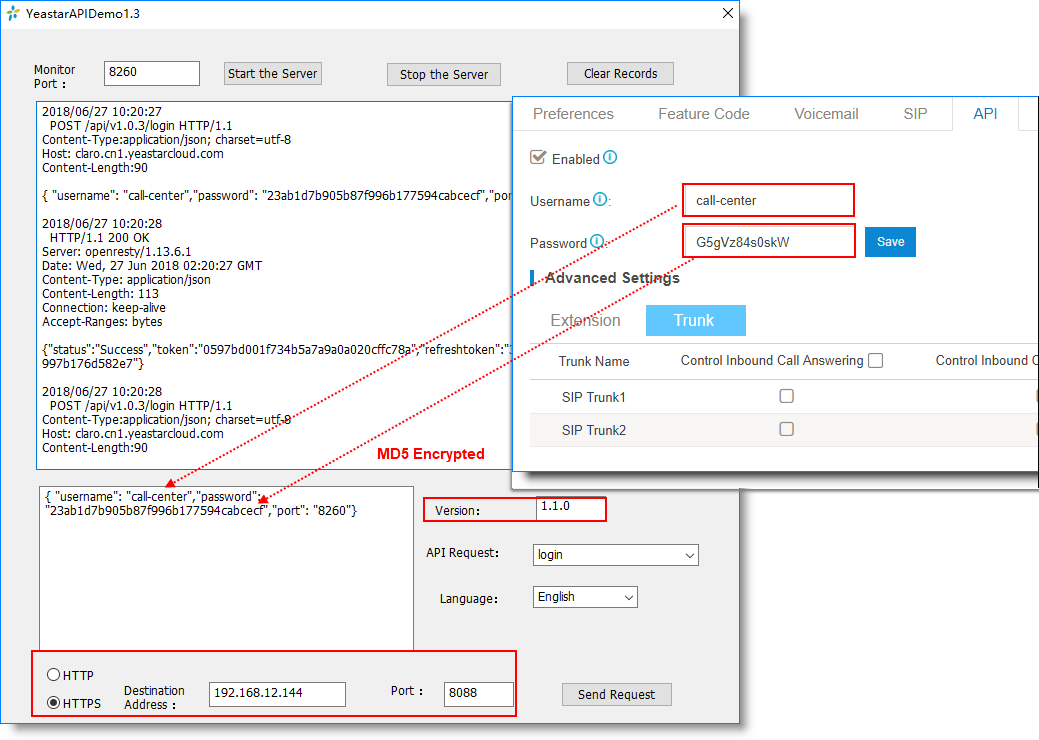 YeastarAPIDemo1.3
Monitor
Port :
8260
Start the Server
Stop the Server
Clear Records
2018/06/27 10:20:27
POST /api/v1.0.3/login HTTP/1.1
Content-Type:application/json; charset=utf-8
Host: claro.cn1.yeastarcloud.com
Content-Length:90
{ "username": "call-center","password": "23ab1d7b905b87f996b177594cabcecf","por
2018/06/27 10:20:28
HTTP/1.1 200 OK
Server: openresty/1.13.6.1
Date: Wed, 27 Jun 2018 02:20:27 GMT
Content-Type: application/json
Content-Length: 113
Connection: keep-alive
Accept-Ranges: bytes
{"status":"Success","token":"0597bd001f734b5a7a9a0a020cffc78a","refreshtoken":"
997b176d582e7"}
2018/06/27 10:20:28
POST /api/v1.0.3/login HTTP/1.1
Content-Type:application/json; charset=utf-8
Host: claro.cn1.yeastarcloud.com
Content-Length:90
MD5 Encrypted
Preferences
Feature Code
Voicemail
SIP
API
Enabled
Username :
call-center
Password :
G5gVz84s0skW
Save
Advanced Settings
Extension
Trunk
Trunk Name
Control Inbound Call Answering
Control Inbound C
SIP Trunk1
SIP Trunk2
{ "username": "call-center","password":
"23ab1d7b905b87f996b177594cabcecf","port": "8260"}
Version:
1.1.0
API Request:
login
Language:
English
HTTP
HTTPS
Destination
Address :
192.168.12.144
Port :
8088
Send Request